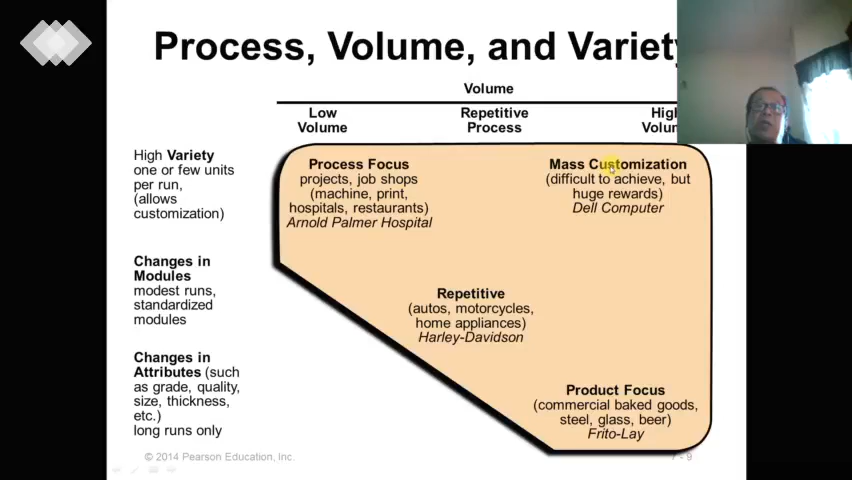 Process, Volume, and Variety
Volume
Low
Volume
Repetitive
Process
High
Volum
High Variety
one or few units
per run,
(allows
customization)
Process Focus
projects, job shops
(machine, print,
hospitals, restaurants)
Arnold Palmer Hospital
Mass Customization
(difficult to achieve, but
huge rewards)
Dell Computer
Changes in
Modules
modest runs,
standardized
modules
Repetitive
(autos, motorcycles,
home appliances)
Harley-Davidson
Changes in
Attributes (such
as grade, quality,
size, thickness,
etc.)
long runs only
Product Focus
(commercial baked goods,
steel, glass, beer)
Frito-Lay
© 2014 Pearson Education, Inc.
- 9